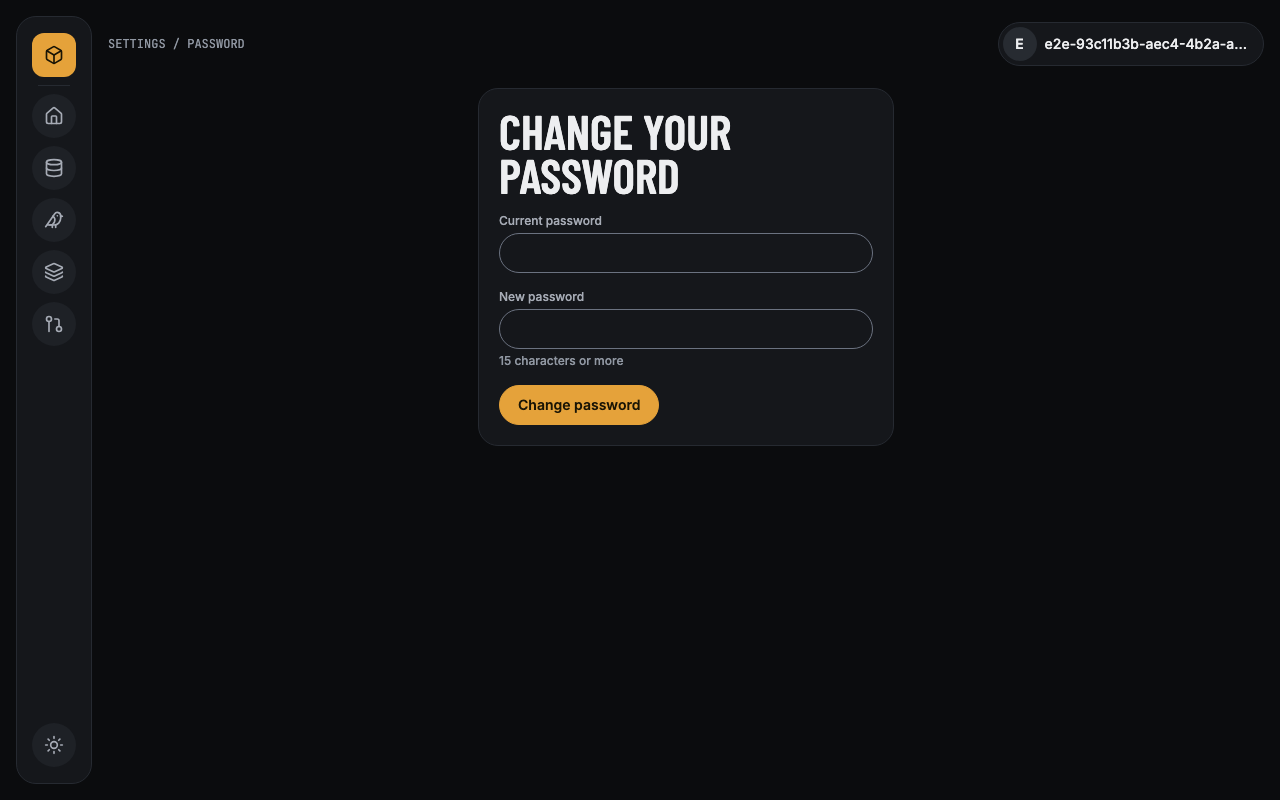 SETTINGS / PASSWORD
E e2e-93c11b3b-aec4-4b2a-a...
CHANGE YOUR
PASSWORD
Current password
New password
15 characters or more
Change password